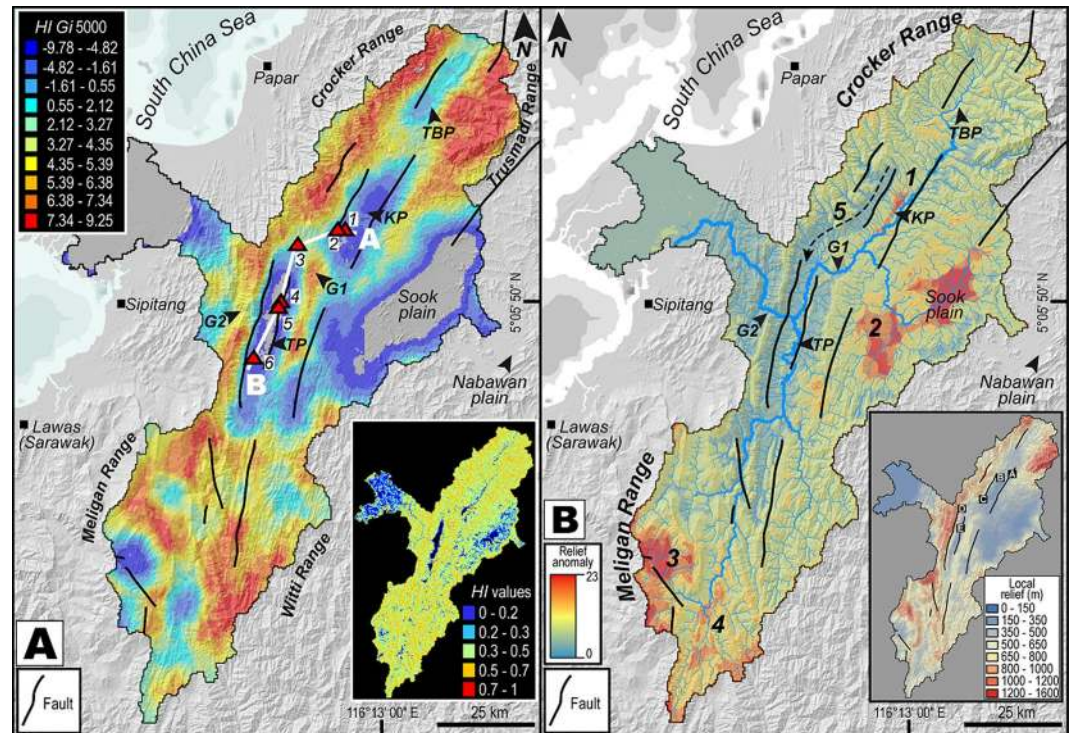 HI Gi 5000
-9.78 - -4.82
-4.82 - -1.61
-1.61 - 0.55
0.55 - 2.12
2.12 - 3.27
3.27 - 4.35
4.35 - 5.39
5.39 - 6.38
6.38 - 7.34
7.34 - 9.25
South China Sea
N
Papar
Crocker Range
TBP
Trusmadi Range
KP
1
2
A
3
G1
4
5
Sook
plain
5°05'50" N
Sipitang
G2
TP
6
B
Nabawan
plain
Lawas
(Sarawak)
Meligan Range
Witti Range
A
Fault
HI values
0 - 0.2
0.2 - 0.3
0.3 - 0.5
0.5 - 0.7
0.7 - 1
116°13'00" E
25 km
South China Sea
N
Papar
Crocker Range
TBP
1
5
KP
G1
Sook
plain
5°05'50" N
Sipitang
G2
2
TP
Nabawan
plain
Lawas
(Sarawak)
Meligan Range
3
4
B
Relief
anomaly
23
0
Fault
B
A
C
D
E
Local
relief (m)
0 - 150
150 - 350
350 - 500
500 - 650
650 - 800
800 - 1000
1000 - 1200
1200 - 1600
116°13'00" E
25 km